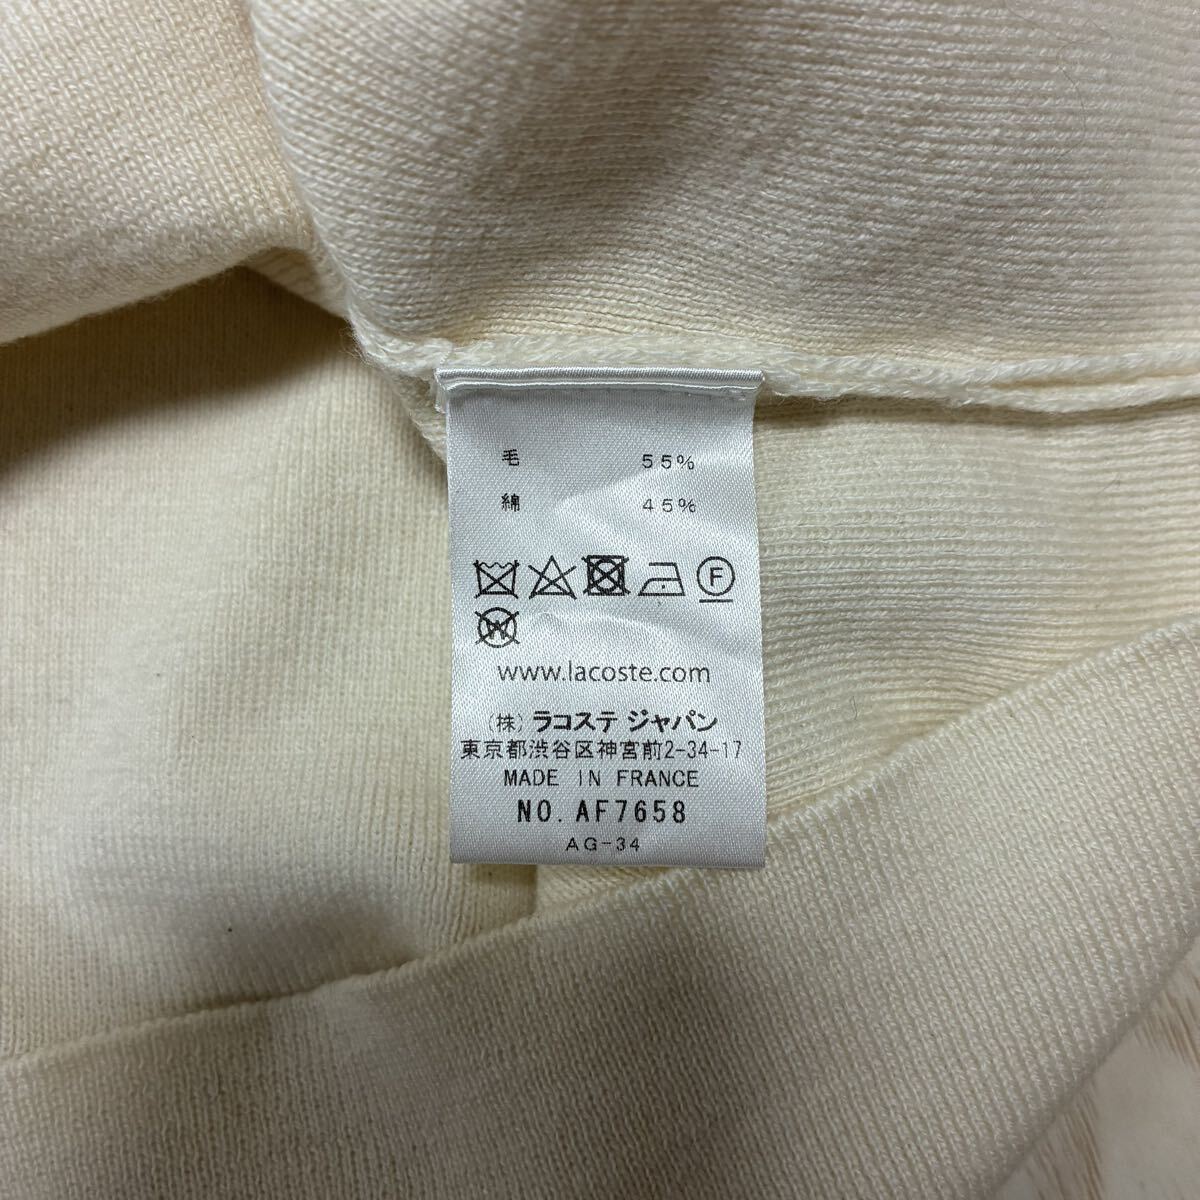 毛 55%
綿 45%
F
W
www.lacoste.com
(株) ラコステ ジャパン
東京都渋谷区神宮前2-34-17
MADE IN FRANCE
NO. AF7658
AG-34